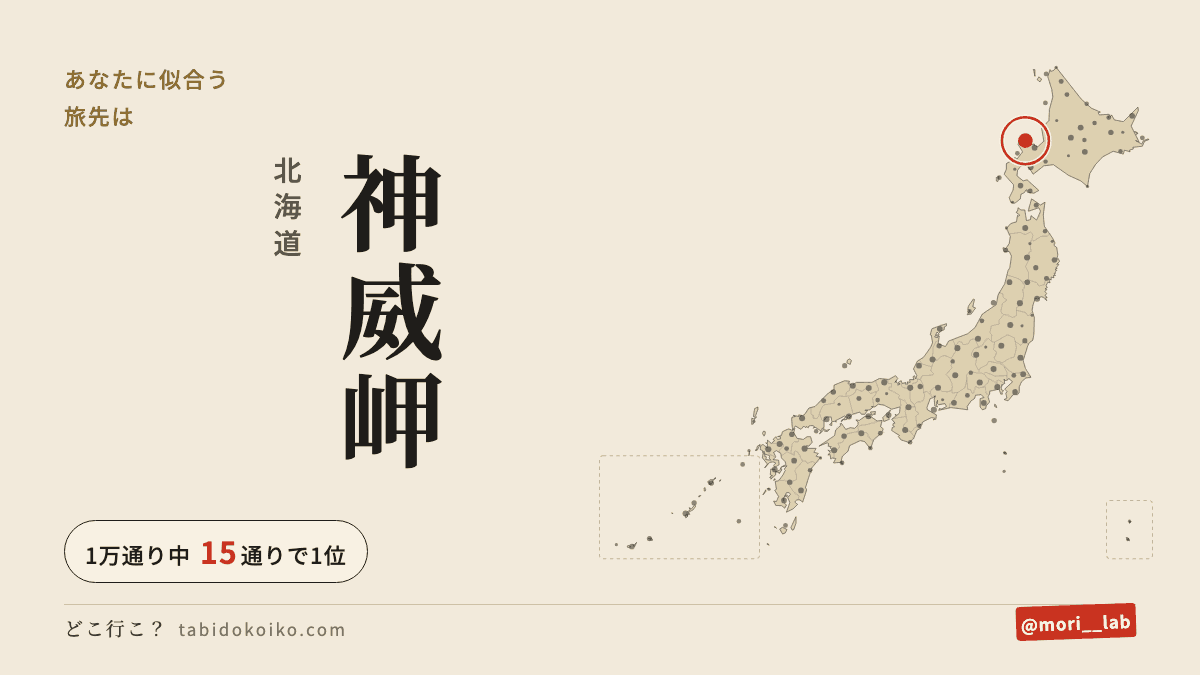 あなたに似合う
旅先は
神威岬
北海道
1万通り中 15通りで1位
どこ行こ? tabidokoiko.com
@mori__lab